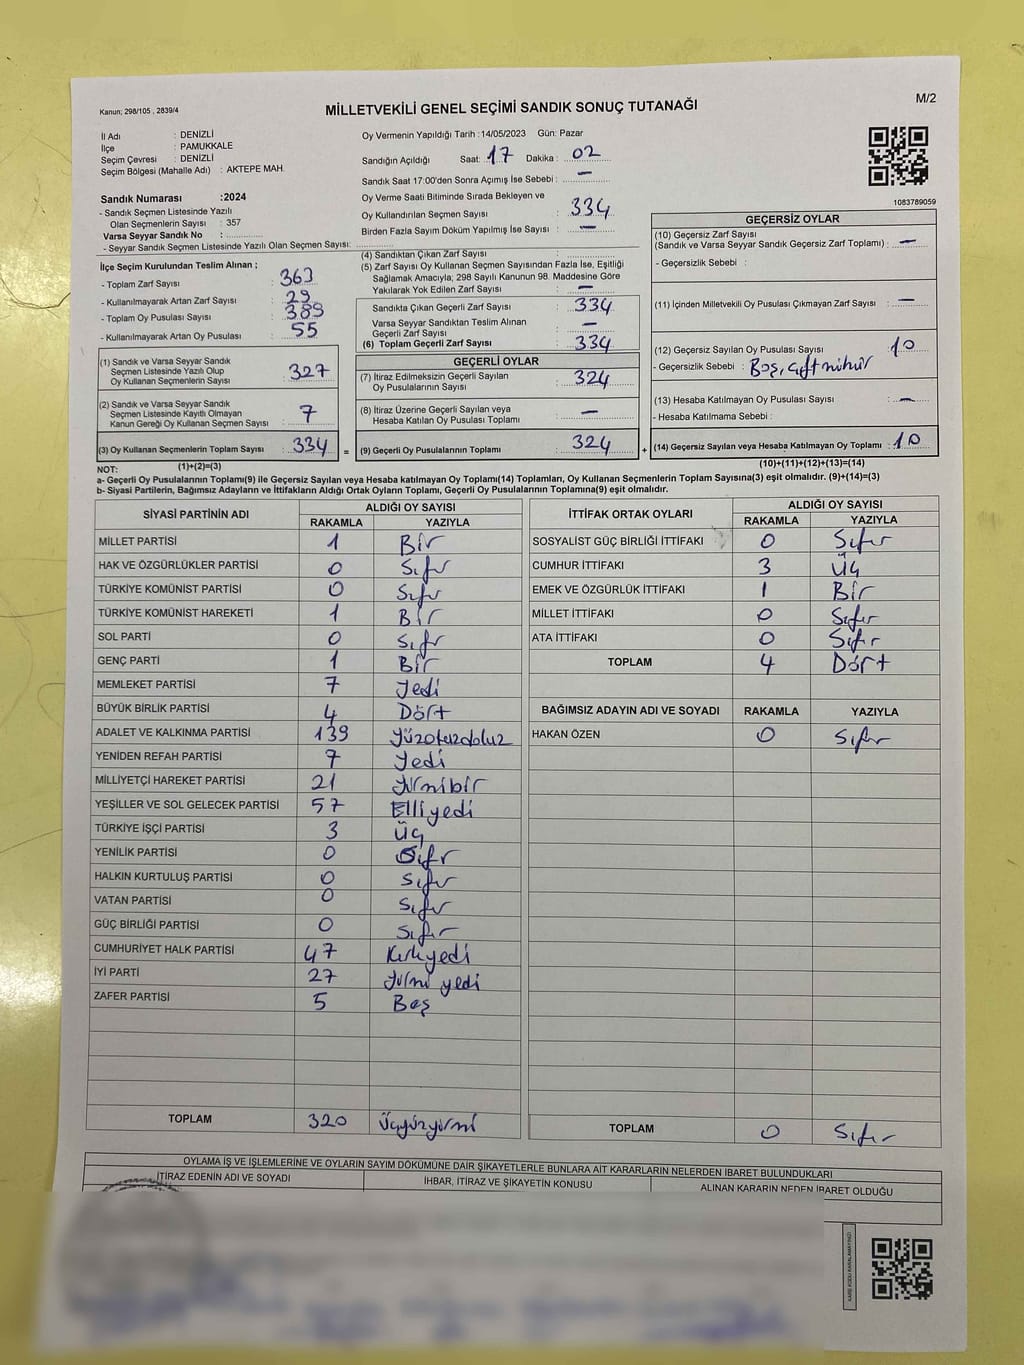 Kanun; 298/105 , 2839/4
MİLLETVEKİLİ GENEL SEÇİMİ SANDIK SONUÇ TUTANAĞI
M/2
İl Adı : DENİZLİ
İlçe : PAMUKKALE
Seçim Çevresi : DENİZLİ
Seçim Bölgesi (Mahalle Adı) : AKTEPE MAH.
Sandık Numarası :2024
- Sandık Seçmen Listesinde Yazılı
Olan Seçmenlerin Sayısı : 357
Varsa Seyyar Sandık No :
- Seyyar Sandık Seçmen Listesinde Yazılı Olan Seçmen Sayısı:
Oy Vermenin Yapıldığı Tarih :14/05/2023 Gün: Pazar
Sandığın Açıldığı Saat: 17 Dakika : 02
Sandık Saat 17:00'den Sonra Açımış İse Sebebi : —
Oy Verme Saati Bitiminde Sırada Bekleyen ve
Oy Kullandırılan Seçmen Sayısı : 334
Birden Fazla Sayım Döküm Yapılmış İse Sayısı : —
1083789059
İlçe Seçim Kurulundan Teslim Alınan ;
- Toplam Zarf Sayısı : 363
- Kullanılmayarak Artan Zarf Sayısı : 29
- Toplam Oy Pusulası Sayısı : 389
- Kullanılmayarak Artan Oy Pusulası : 55
(1) Sandık ve Varsa Seyyar Sandık
Seçmen Listesinde Yazılı Olup
Oy Kullanan Seçmenlerin Sayısı : 327
(2) Sandık ve Varsa Seyyar Sandık
Seçmen Listesinde Kayıtlı Olmayan
Kanun Gereği Oy Kullanan Seçmen Sayısı : 7
(3) Oy Kullanan Seçmenlerin Toplam Sayısı : 334
(4) Sandıktan Çıkan Zarf Sayısı :
(5) Zarf Sayısı Oy Kullanan Seçmen Sayısından Fazla İse, Eşitliği
Sağlamak Amacıyla; 298 Sayılı Kanunun 98. Maddesine Göre
Yakılarak Yok Edilen Zarf Sayısı : —
Sandıkta Çıkan Geçerli Zarf Sayısı : 334
Varsa Seyyar Sandıktan Teslim Alınan
Geçerli Zarf Sayısı : —
(6) Toplam Geçerli Zarf Sayısı : 334
GEÇERLİ OYLAR
(7) İtiraz Edilmeksizin Geçerli Sayılan
Oy Pusulalarının Sayısı : 324
(8) İtiraz Üzerine Geçerli Sayılan veya
Hesaba Katılan Oy Pusulası Toplamı : —
= (9) Geçerli Oy Pusulalarının Toplamı : 324 +
GEÇERSİZ OYLAR
(10) Geçersiz Zarf Sayısı
(Sandık ve Varsa Seyyar Sandık Geçersiz Zarf Toplamı) : —
- Geçersizlik Sebebi :
(11) İçinden Milletvekili Oy Pusulası Çıkmayan Zarf Sayısı : —
(12) Geçersiz Sayılan Oy Pusulası Sayısı : 10
- Geçersizlik Sebebi : Boş, çift mühür
(13) Hesaba Katılmayan Oy Pusulası Sayısı : —
- Hesaba Katılmama Sebebi :
(14) Geçersiz Sayılan veya Hesaba Katılmayan Oy Toplamı : 10
NOT: (1)+(2)=(3)
(10)+(11)+(12)+(13)=(14)
a- Geçerli Oy Pusulalarının Toplamı(9) ile Geçersiz Sayılan veya Hesaba katılmayan Oy Toplamı(14) Toplamları, Oy Kullanan Seçmenlerin Toplam Sayısına(3) eşit olmalıdır. (9)+(14)=(3)
b- Siyasi Partilerin, Bağımsız Adayların ve İttifakların Aldığı Ortak Oyların Toplamı, Geçerli Oy Pusulalarının Toplamına(9) eşit olmalıdır.
SİYASİ PARTİNİN ADI ALDIĞI OY SAYISI
RAKAMLA YAZIYLA
MİLLET PARTİSİ 1 Bir
HAK VE ÖZGÜRLÜKLER PARTİSİ 0 Sıfır
TÜRKİYE KOMÜNİST PARTİSİ 0 Sıfır
TÜRKİYE KOMÜNİST HAREKETİ 1 Bir
SOL PARTİ 0 Sıfır
GENÇ PARTİ 1 Bir
MEMLEKET PARTİSİ 7 Yedi
BÜYÜK BİRLİK PARTİSİ 4 Dört
ADALET VE KALKINMA PARTİSİ 139 Yüzotuzdokuz
YENİDEN REFAH PARTİSİ 7 Yedi
MİLLİYETÇİ HAREKET PARTİSİ 21 Yirmibir
YEŞİLLER VE SOL GELECEK PARTİSİ 57 Elliyedi
TÜRKİYE İŞÇİ PARTİSİ 3 Üç
YENİLİK PARTİSİ 0 Sıfır
HALKIN KURTULUŞ PARTİSİ 0 Sıfır
VATAN PARTİSİ 0 Sıfır
GÜÇ BİRLİĞİ PARTİSİ 0 Sıfır
CUMHURİYET HALK PARTİSİ 47 Kırkyedi
İYİ PARTİ 27 Yirmi yedi
ZAFER PARTİSİ 5 Beş
TOPLAM 320 Üçyüzyirmi
İTTİFAK ORTAK OYLARI ALDIĞI OY SAYISI
RAKAMLA YAZIYLA
SOSYALİST GÜÇ BİRLİĞİ İTTİFAKI 0 Sıfır
CUMHUR İTTİFAKI 3 Üç
EMEK VE ÖZGÜRLÜK İTTİFAKI 1 Bir
MİLLET İTTİFAKI 0 Sıfır
ATA İTTİFAKI 0 Sıfır
TOPLAM 4 Dört
BAĞIMSIZ ADAYIN ADI VE SOYADI RAKAMLA YAZIYLA
HAKAN ÖZEN 0 Sıfır
TOPLAM 0 Sıfır
OYLAMA İŞ VE İŞLEMLERİNE VE OYLARIN SAYIM DÖKÜMÜNE DAİR ŞİKAYETLERLE BUNLARA AİT KARARLARIN NELERDEN İBARET BULUNDUKLARI
İTİRAZ EDENİN ADI VE SOYADI İHBAR, İTİRAZ VE ŞİKAYETİN KONUSU ALINAN KARARIN NEDEN İBARET OLDUĞU
KARE KODU KARALAMAYINIZ!